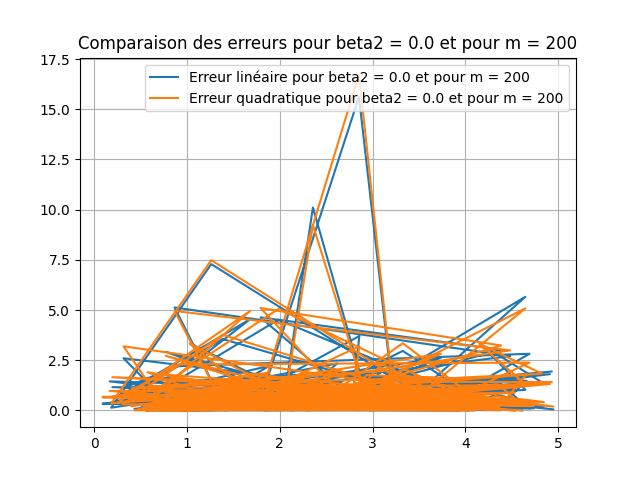 Comparaison des erreurs pour beta2 = 0.0 et pour m = 200
Erreur linéaire pour beta2 = 0.0 et pour m = 200
Erreur quadratique pour beta2 = 0.0 et pour m = 200
17.5
15.0
12.5
10.0
7.5
5.0
2.5
0.0
0 1 2 3 4 5